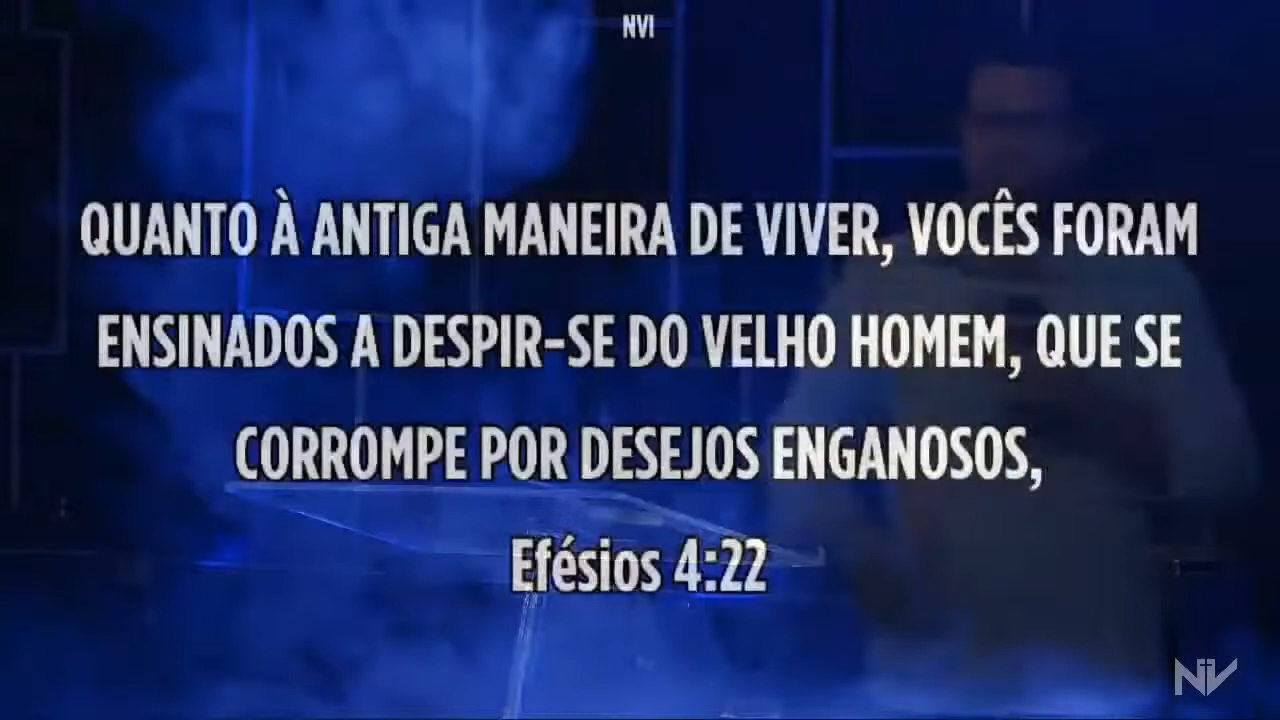 NVI
QUANTO À ANTIGA MANEIRA DE VIVER, VOCÊS FORAM
ENSINADOS A DESPIR-SE DO VELHO HOMEM, QUE SE
CORROMPE POR DESEJOS ENGANOSOS,
Efésios 4:22
NV